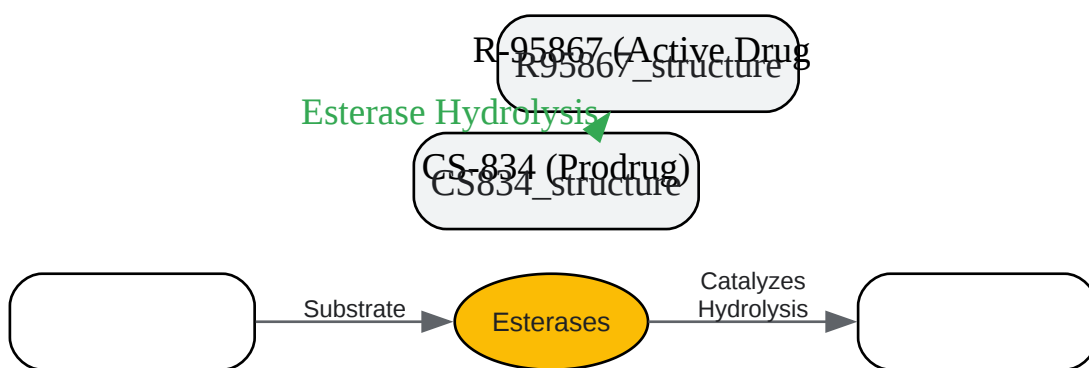 R-95867 (Active Drug
R95867_structure
Esterase Hydrolysis
CS-834 (Prodrug)
CS834_structure
Substrate
Esterases
Catalyzes
Hydrolysis